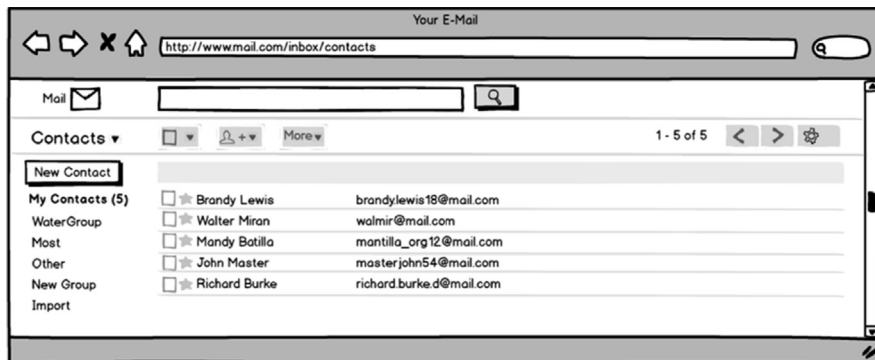 Your E-Mail
http://www.mail.com/inbox/contacts
Mail
Contacts
More
1 - 5 of 5
New Contact
My Contacts (5)
Brandy Lewis brandy.lewis18@mail.com
WaterGroup
Walter Miran walmir@mail.com
Most
Mandy Batilla mantilla_org12@mail.com
Other
John Master masterjohn54@mail.com
New Group
Richard Burke richard.burke.d@mail.com
Import